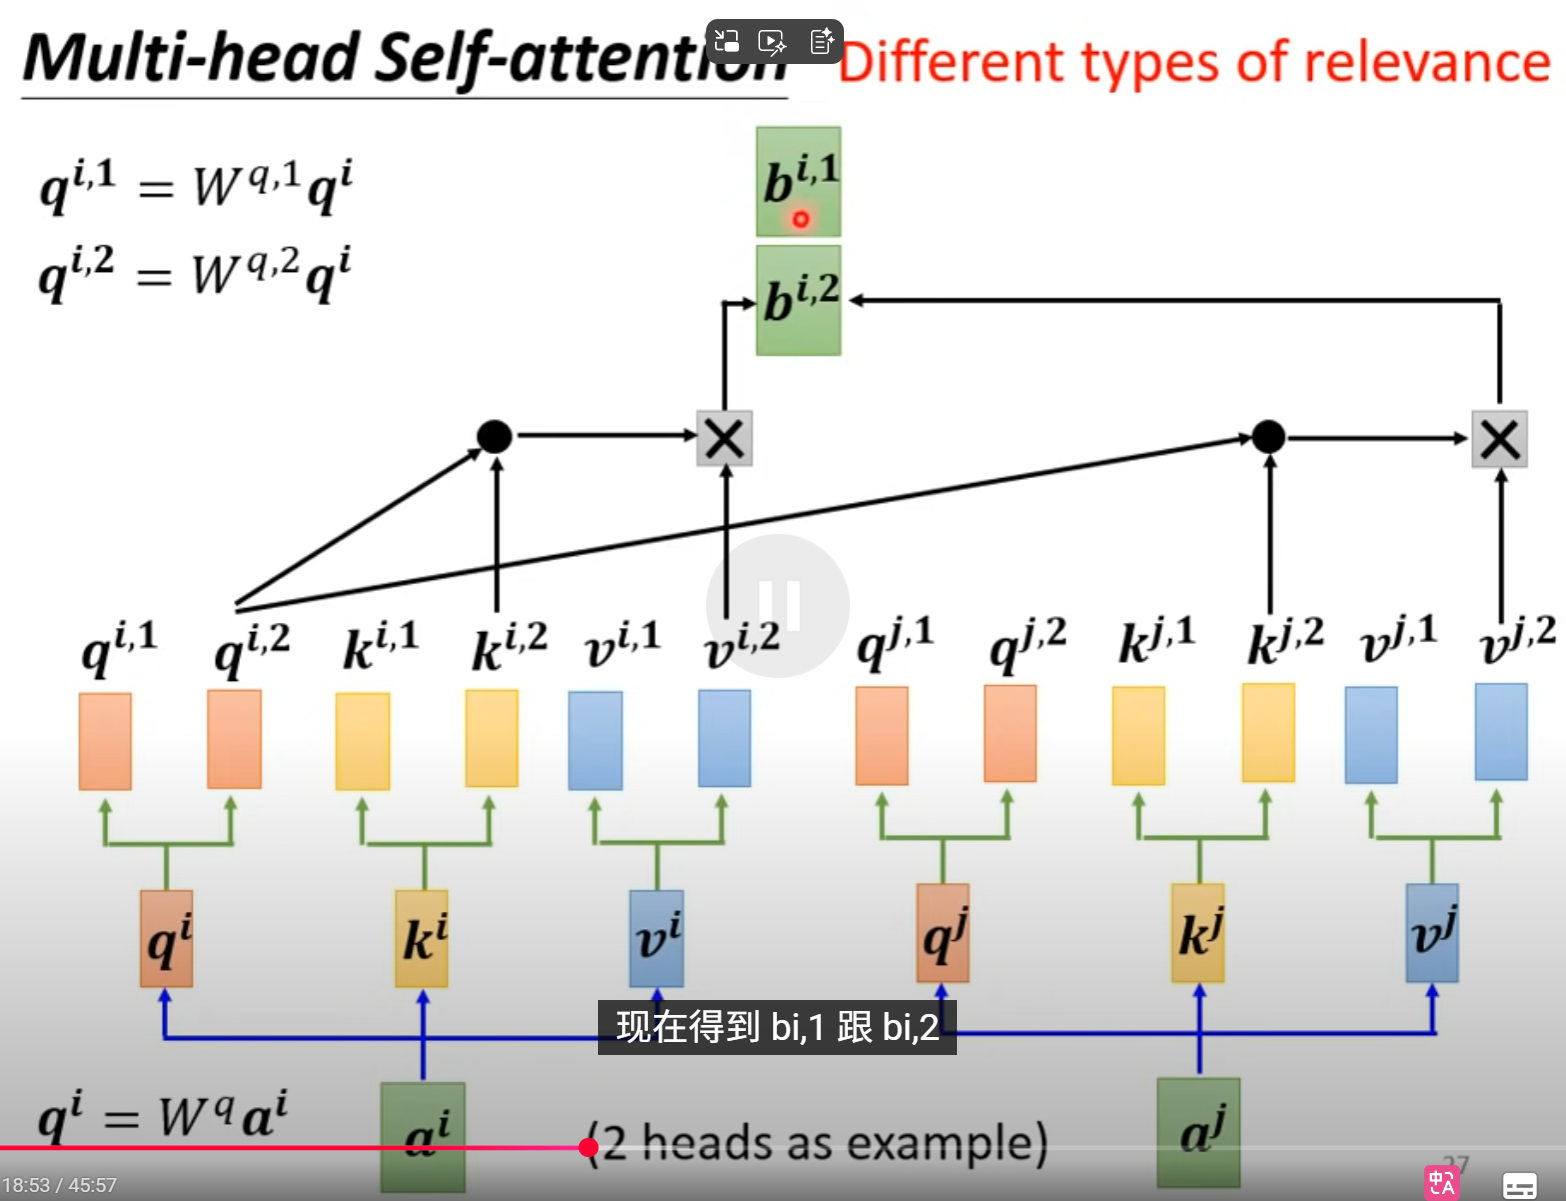 Multi-head Self-attention Different types of relevance
q^{i,1} = W^{q,1}q^i
q^{i,2} = W^{q,2}q^i
b^{i,1}
b^{i,2}
q^{i,1} q^{i,2} k^{i,1} k^{i,2} v^{i,1} v^{i,2} q^{j,1} q^{j,2} k^{j,1} k^{j,2} v^{j,1} v^{j,2}
q^i k^i v^i q^j k^j v^j
现在得到 bi,1 跟 bi,2
q^i = W^q a^i
a^i
(2 heads as example)
a^j
27
18:53 / 45:57
中A